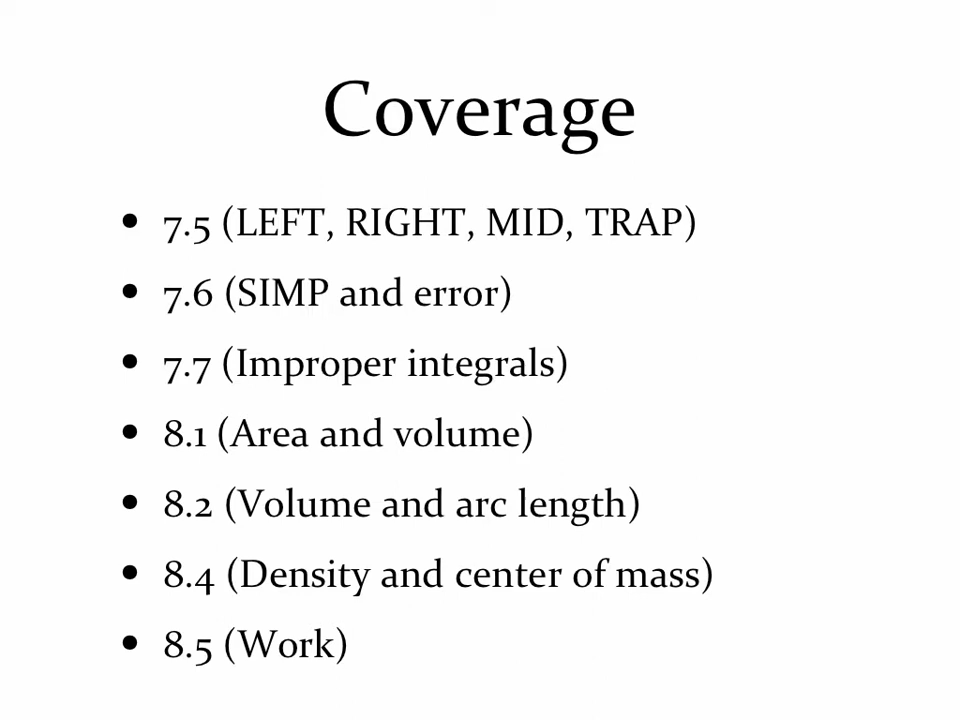 Coverage
• 7.5 (LEFT, RIGHT, MID, TRAP)
• 7.6 (SIMP and error)
• 7.7 (Improper integrals)
• 8.1 (Area and volume)
• 8.2 (Volume and arc length)
• 8.4 (Density and center of mass)
• 8.5 (Work)